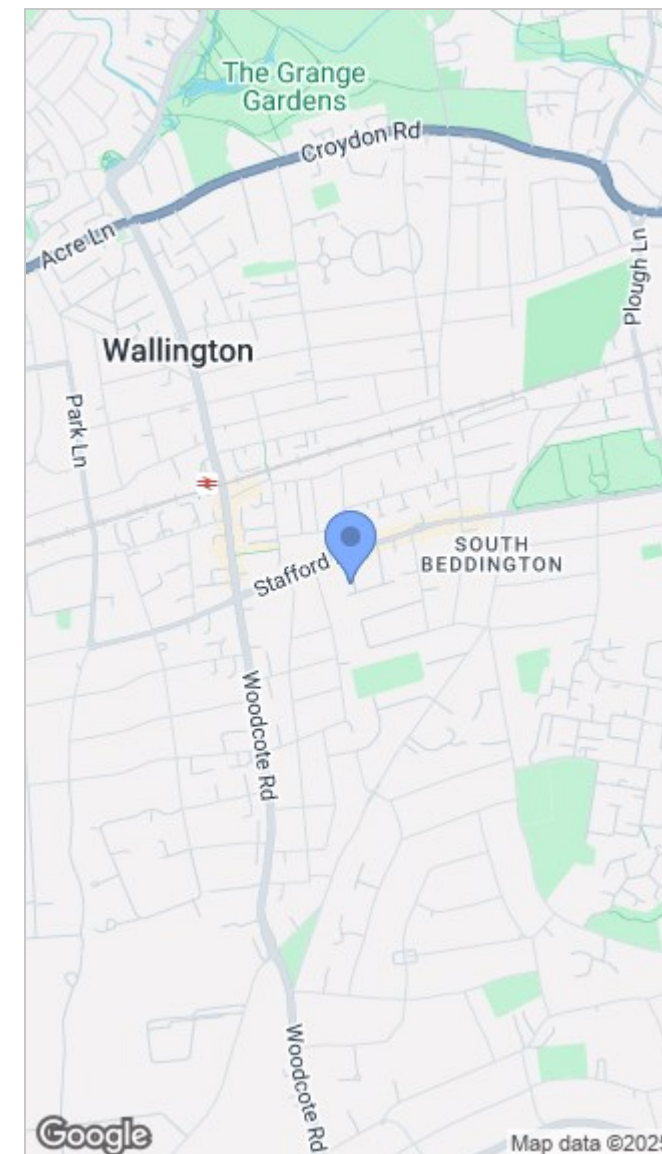 The Grange
Gardens
Croydon Rd
Acre Ln
Plough Ln
Wallington
Park Ln
Stafford
SOUTH
BEDDINGTON
Woodcote Rd
Woodcote Rd
Google
Map data ©2025